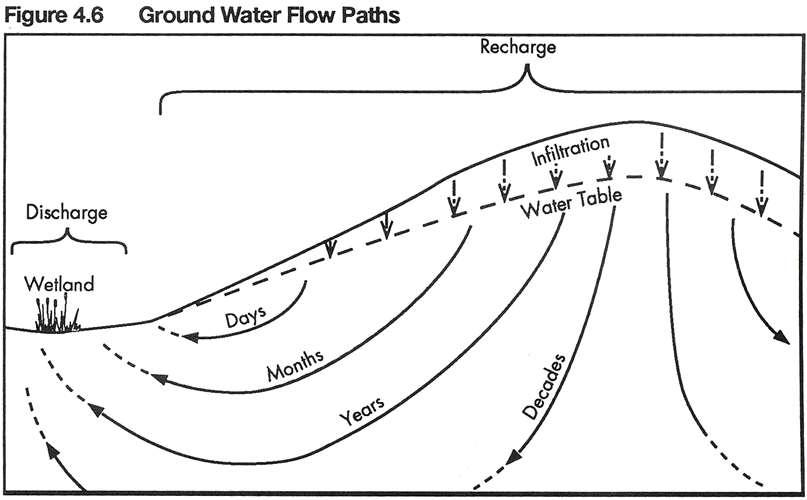 Figure 4.6 Ground Water Flow Paths
Recharge
Infiltration
Water Table
Discharge
Wetland
Days
Months
Years
Decades